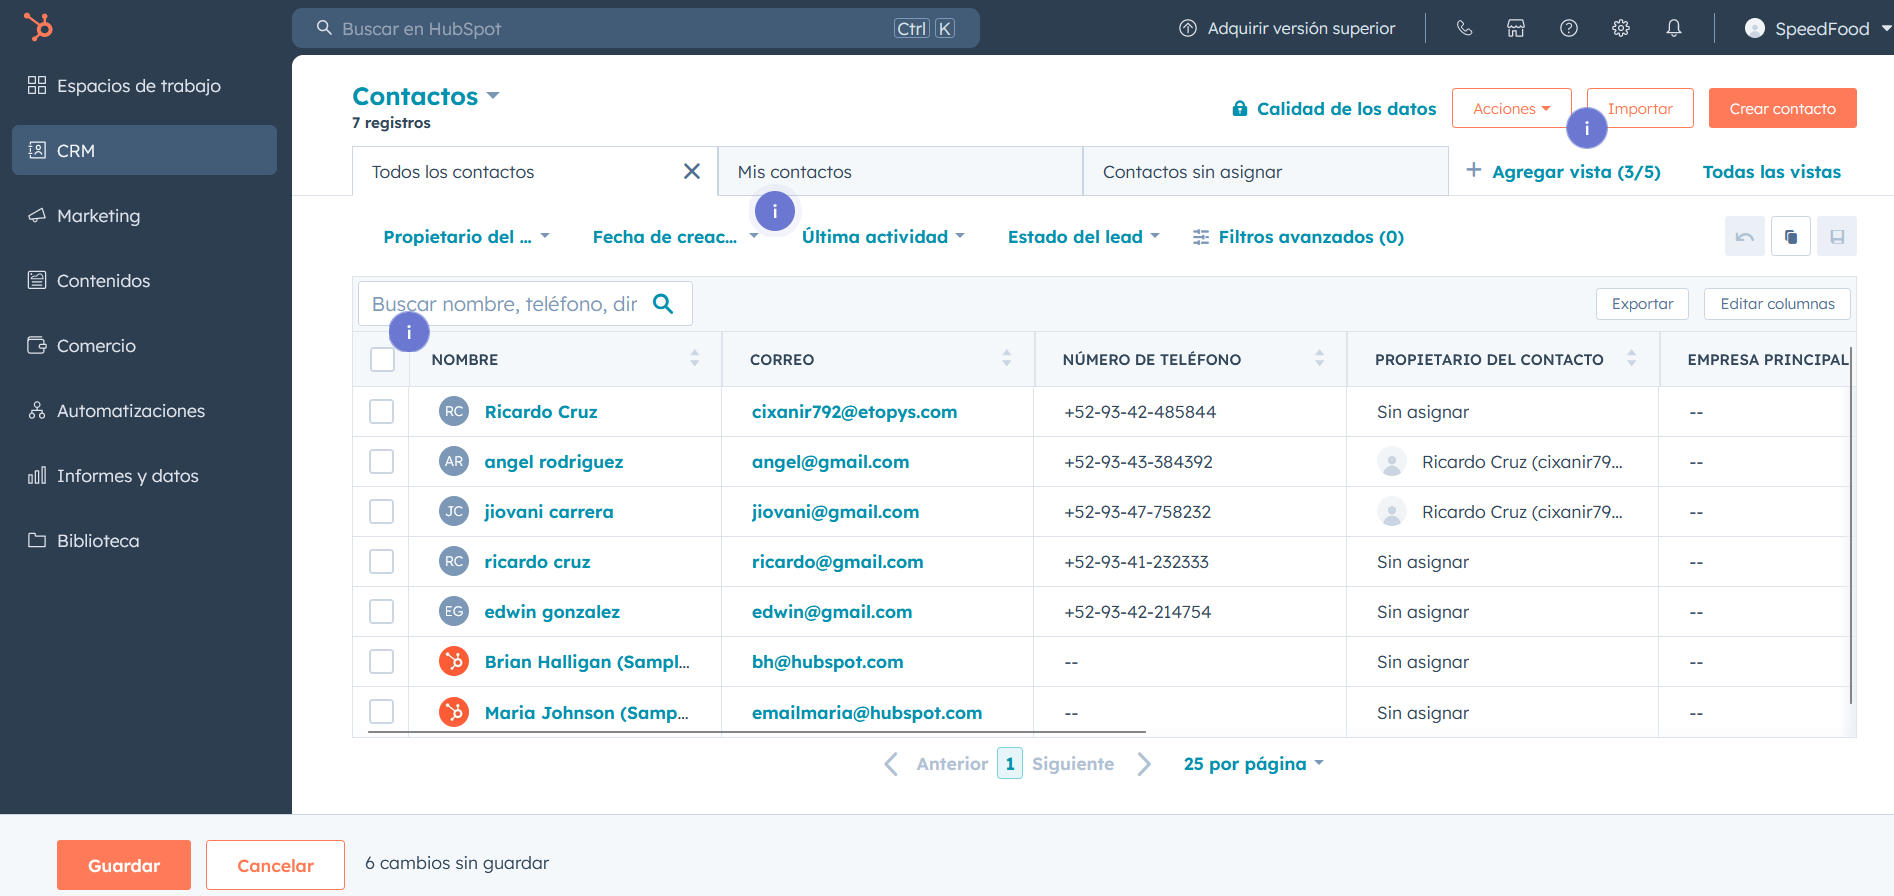 Buscar en HubSpot
Ctrl K
Adquirir versión superior
SpeedFood
Espacios de trabajo
CRM
Marketing
Contenidos
Comercio
Automatizaciones
Informes y datos
Biblioteca
Contactos
7 registros
Calidad de los datos
Acciones
Importar
Crear contacto
i
Todos los contactos
Mis contactos
Contactos sin asignar
+ Agregar vista (3/5)
Todas las vistas
i
Propietario del ...
Fecha de creac...
Última actividad
Estado del lead
Filtros avanzados (0)
Buscar nombre, teléfono, dir
Exportar
Editar columnas
i
NOMBRE CORREO NÚMERO DE TELÉFONO PROPIETARIO DEL CONTACTO EMPRESA PRINCIPAL
RC Ricardo Cruz cixanir792@etopys.com +52-93-42-485844 Sin asignar --
AR angel rodriguez angel@gmail.com +52-93-43-384392 Ricardo Cruz (cixanir79... --
JC jiovani carrera jiovani@gmail.com +52-93-47-758232 Ricardo Cruz (cixanir79... --
RC ricardo cruz ricardo@gmail.com +52-93-41-232333 Sin asignar --
EG edwin gonzalez edwin@gmail.com +52-93-42-214754 Sin asignar --
Brian Halligan (Sampl... bh@hubspot.com -- Sin asignar --
Maria Johnson (Samp... emailmaria@hubspot.com -- Sin asignar --
Anterior 1 Siguiente 25 por página
Guardar
Cancelar
6 cambios sin guardar